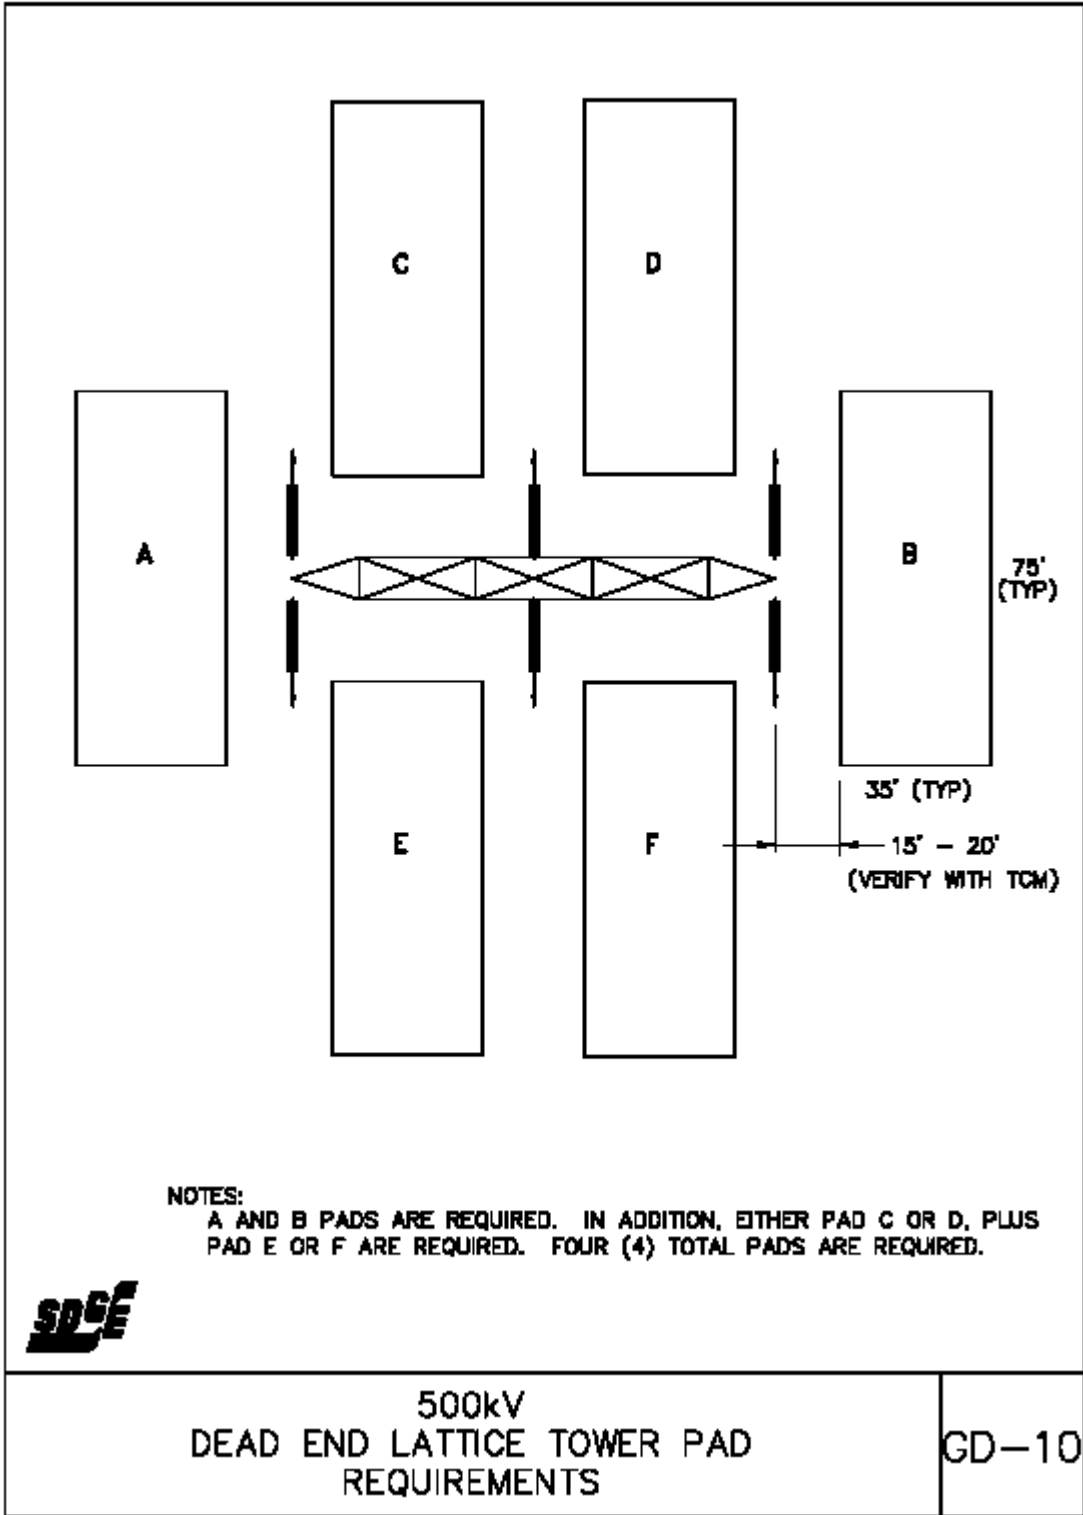 C
D
A
B
75'
(TYP)
35' (TYP)
E
F
15' - 20'
(VERIFY WITH TCM)
NOTES:
A AND B PADS ARE REQUIRED. IN ADDITION, EITHER PAD C OR D, PLUS
PAD E OR F ARE REQUIRED. FOUR (4) TOTAL PADS ARE REQUIRED.
SDGE
500kV
DEAD END LATTICE TOWER PAD
REQUIREMENTS
GD-10